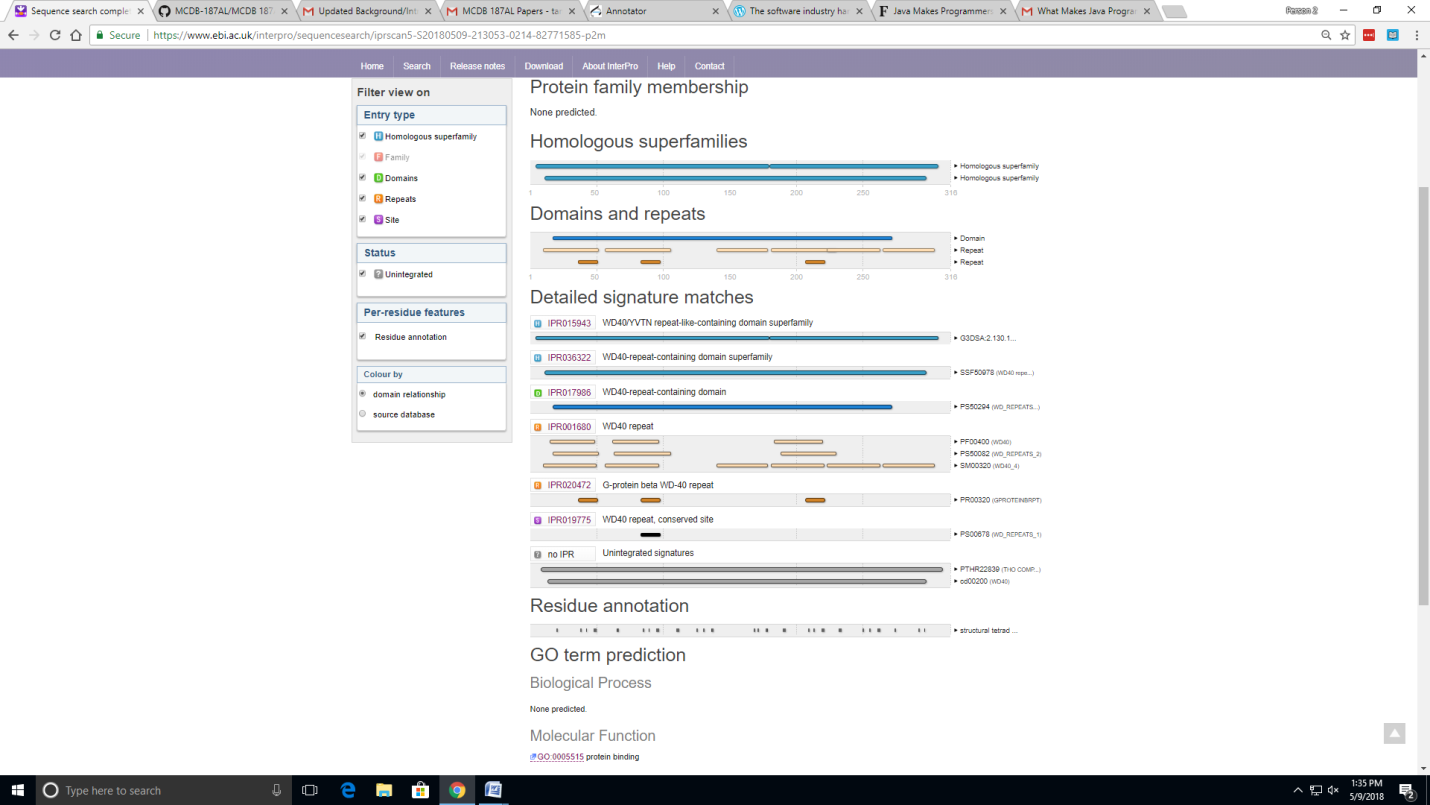 Sequence search complet
MCDB-187AL/MCDB 187
Updated Background/Int
MCDB 187AL Papers - tar
Annotator
The software industry ha
Java Makes Programmers
What Makes Java Progra
Person 2
Secure
https://www.ebi.ac.uk/interpro/sequencesearch/iprscan5-S20180509-213053-0214-82771585-p2m
Home Search Release notes Download About InterPro Help Contact
Filter view on
Entry type
H Homologous superfamily
F Family
D Domains
R Repeats
S Site
Status
? Unintegrated
Per-residue features
Residue annotation
Colour by
domain relationship
source database
Protein family membership
None predicted.
Homologous superfamilies
Homologous superfamily
Homologous superfamily
1 50 100 150 200 250 316
Domains and repeats
Domain
Repeat
Repeat
1 50 100 150 200 250 316
Detailed signature matches
H IPR015943 WD40/YVTN repeat-like-containing domain superfamily
G3DSA:2.130.1...
H IPR036322 WD40-repeat-containing domain superfamily
SSF50978 (WD40 repe...)
D IPR017986 WD40-repeat-containing domain
PS50294 (WD_REPEATS...)
R IPR001680 WD40 repeat
PF00400 (WD40)
PS50082 (WD_REPEATS_2)
SM00320 (WD40_4)
R IPR020472 G-protein beta WD-40 repeat
PR00320 (GPROTEINBRPT)
S IPR019775 WD40 repeat, conserved site
PS00678 (WD_REPEATS_1)
? no IPR Unintegrated signatures
PTHR22839 (THO COMP...)
cd00200 (WD40)
Residue annotation
structural tetrad ...
GO term prediction
Biological Process
None predicted.
Molecular Function
GO:0005515 protein binding
Type here to search
1:35 PM
5/9/2018
2